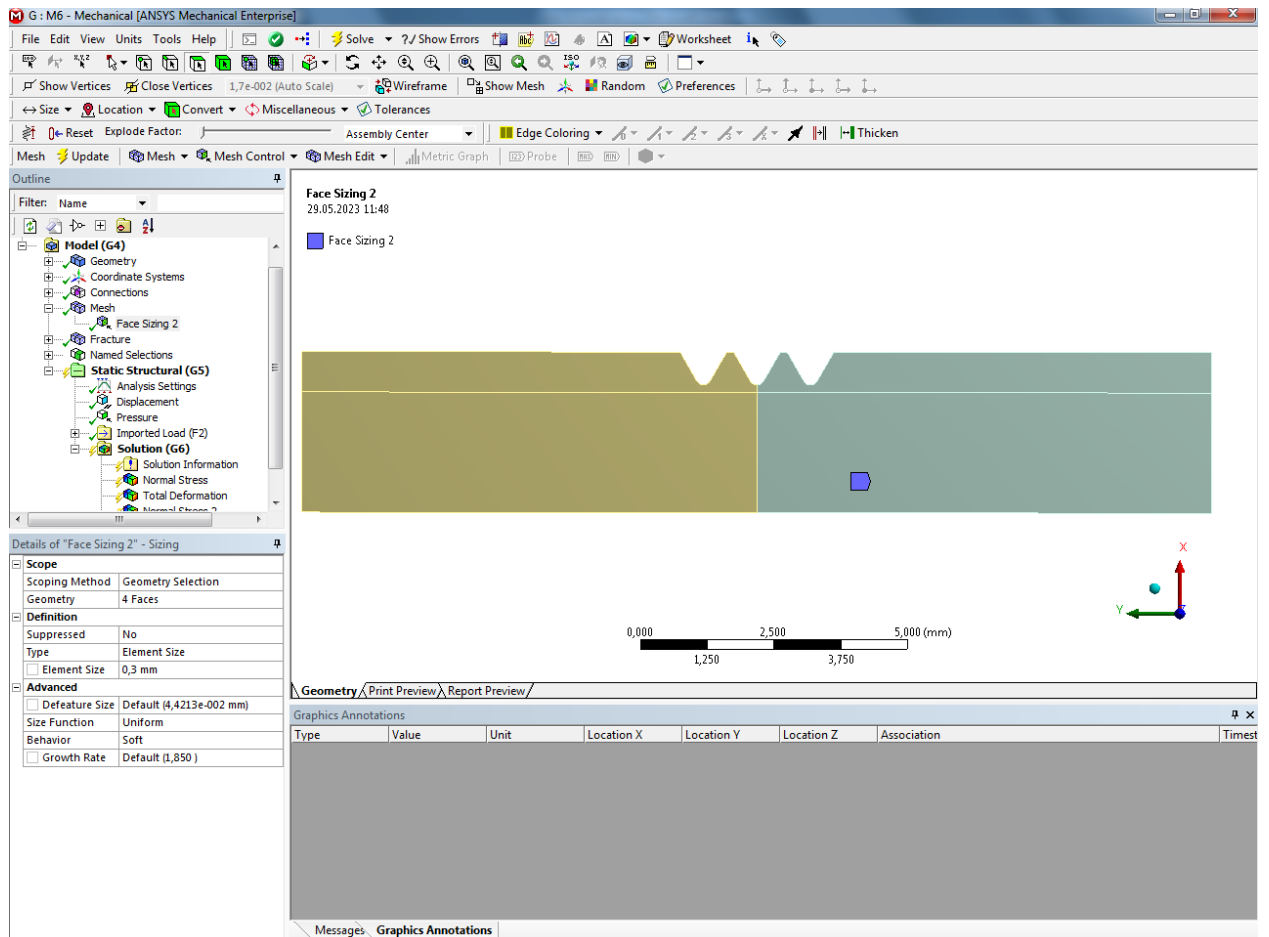 G : M6 - Mechanical [ANSYS Mechanical Enterprise]
File Edit View Units Tools Help Solve ?✓ Show Errors Worksheet
Show Vertices Close Vertices 1,7e-002 (Auto Scale) Wireframe Show Mesh Random Preferences
Size Location Convert Miscellaneous Tolerances
Reset Explode Factor: Assembly Center Edge Coloring Thicken
Mesh Update Mesh Mesh Control Mesh Edit Metric Graph Probe
Outline
Filter: Name
Model (G4)
Geometry
Coordinate Systems
Connections
Mesh
Face Sizing 2
Fracture
Named Selections
Static Structural (G5)
Analysis Settings
Displacement
Pressure
Imported Load (F2)
Solution (G6)
Solution Information
Normal Stress
Total Deformation
Normal Stress 2
Details of "Face Sizing 2" - Sizing
Scope
Scoping Method Geometry Selection
Geometry 4 Faces
Definition
Suppressed No
Type Element Size
Element Size 0,3 mm
Advanced
Defeature Size Default (4,4213e-002 mm)
Size Function Uniform
Behavior Soft
Growth Rate Default (1,850 )
Face Sizing 2
29.05.2023 11:48
Face Sizing 2
X
Y
0,000 2,500 5,000 (mm)
1,250 3,750
Geometry Print Preview Report Preview
Graphics Annotations
Type Value Unit Location X Location Y Location Z Association Timest
Messages Graphics Annotations